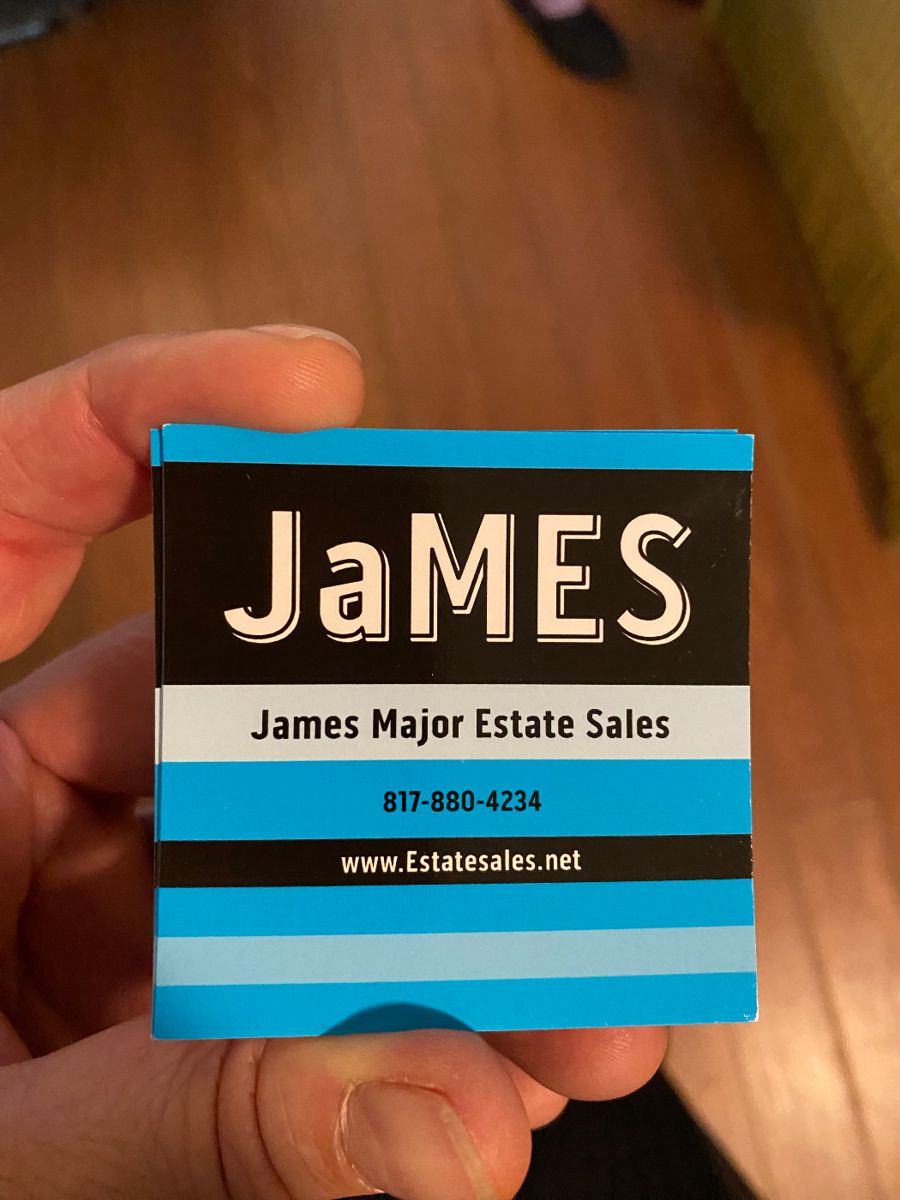 JaMES
James Major Estate Sales
817-880-4234
www.Estatesales.net